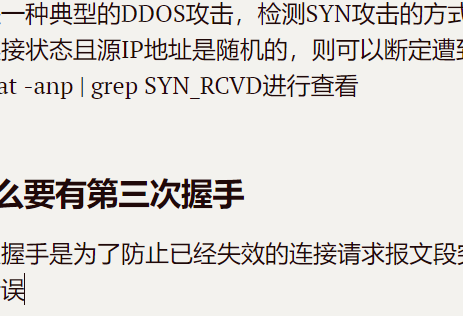 一种典型的DDOS攻击，检测SYN攻击的方式
接状态且源IP地址是随机的，则可以断定遭到
at -anp | grep SYN_RCVD进行查看
么要有第三次握手
握手是为了防止已经失效的连接请求报文段突
误